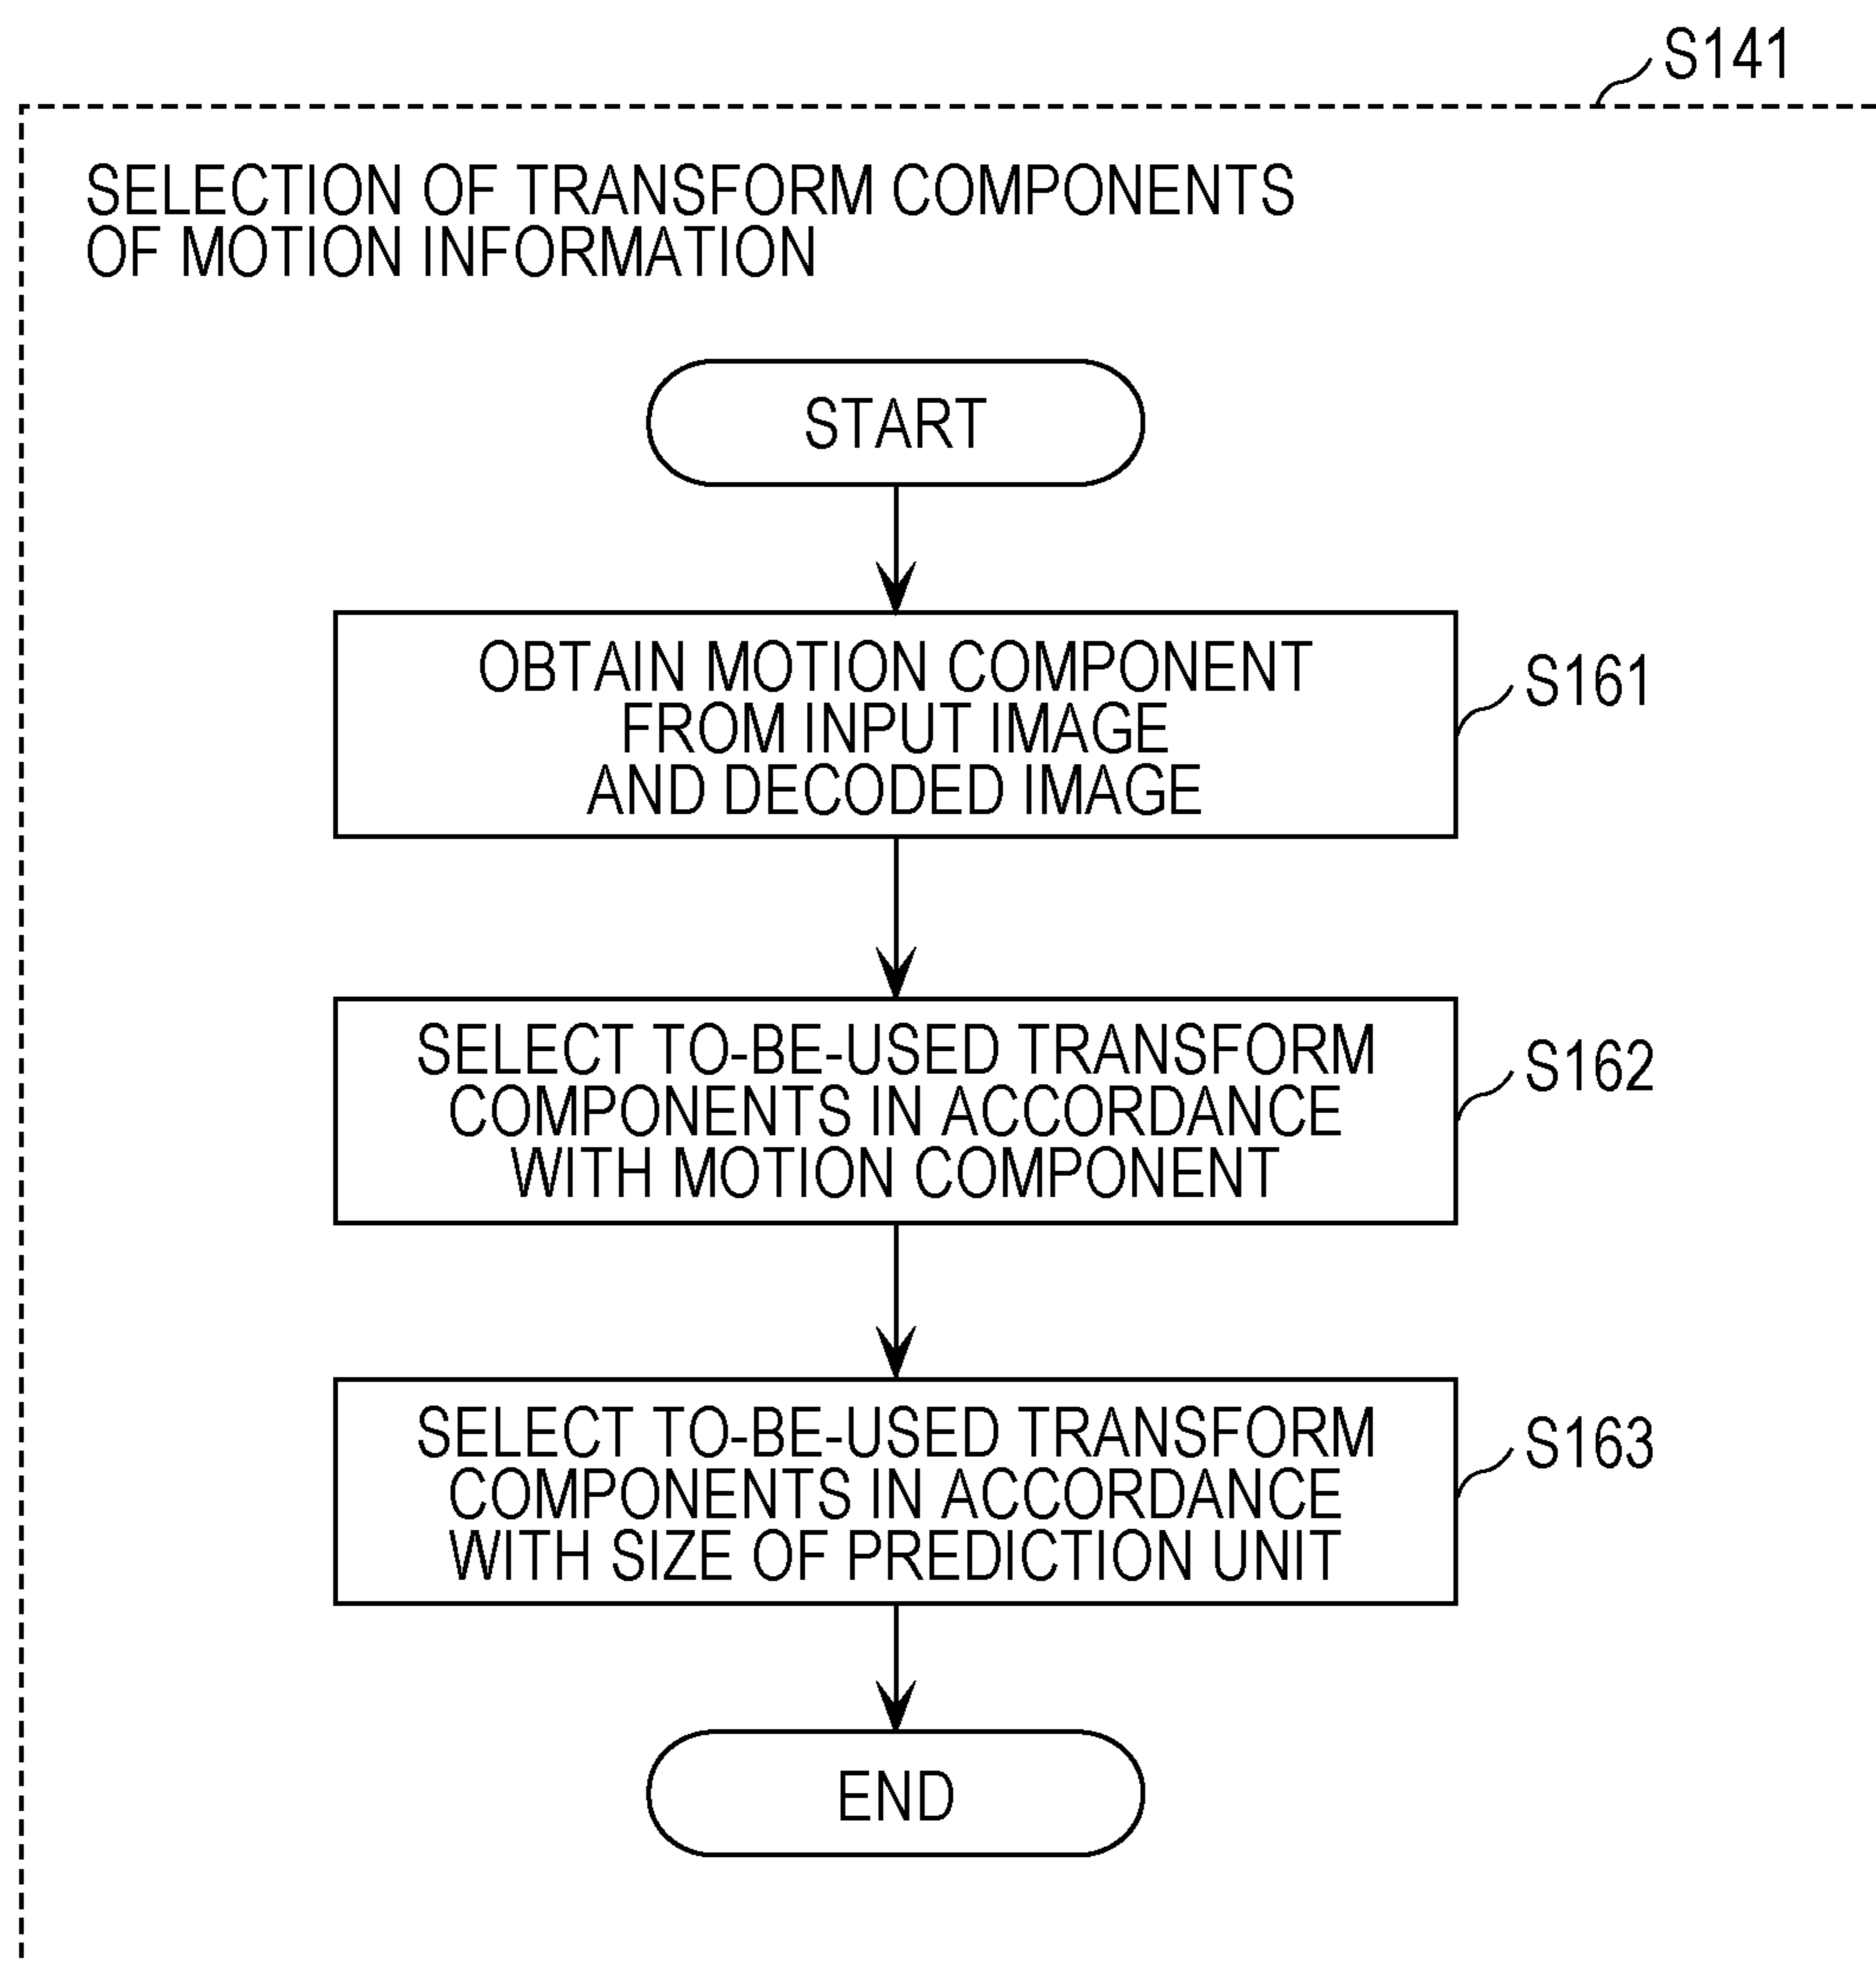 S141
SELECTION OF TRANSFORM COMPONENTS
OF MOTION INFORMATION
START
OBTAIN MOTION COMPONENT
FROM INPUT IMAGE
AND DECODED IMAGE
S161
SELECT TO-BE-USED TRANSFORM
COMPONENTS IN ACCORDANCE
WITH MOTION COMPONENT
S162
SELECT TO-BE-USED TRANSFORM
COMPONENTS IN ACCORDANCE
WITH SIZE OF PREDICTION UNIT
S163
END